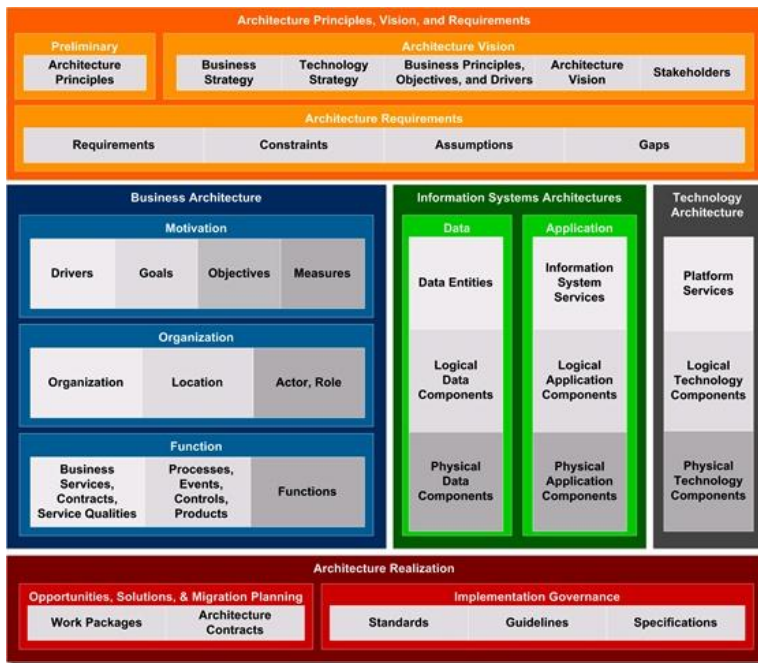 Architecture Principles, Vision, and Requirements
Preliminary
Architecture
Principles
Architecture Vision
Business
Strategy
Technology
Strategy
Business Principles,
Objectives, and Drivers
Architecture
Vision
Stakeholders
Architecture Requirements
Requirements
Constraints
Assumptions
Gaps
Business Architecture
Motivation
Drivers
Goals
Objectives
Measures
Organization
Organization
Location
Actor, Role
Function
Business
Services,
Contracts,
Service Qualities
Processes,
Events,
Controls,
Products
Functions
Information Systems Architectures
Data
Data Entities
Logical
Data
Components
Physical
Data
Components
Application
Information
System
Services
Logical
Application
Components
Physical
Application
Components
Technology
Architecture
Platform
Services
Logical
Technology
Components
Physical
Technology
Components
Architecture Realization
Opportunities, Solutions, & Migration Planning
Work Packages
Architecture
Contracts
Implementation Governance
Standards
Guidelines
Specifications